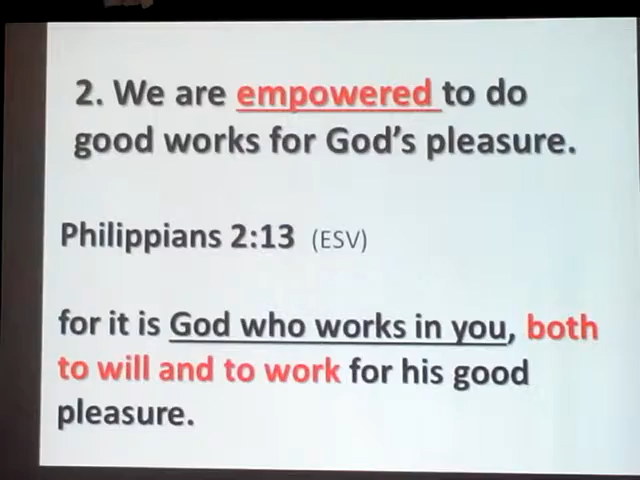 2. We are empowered to do
good works for God's pleasure.
Philippians 2:13 (ESV)
for it is God who works in you, both
to will and to work for his good
pleasure.